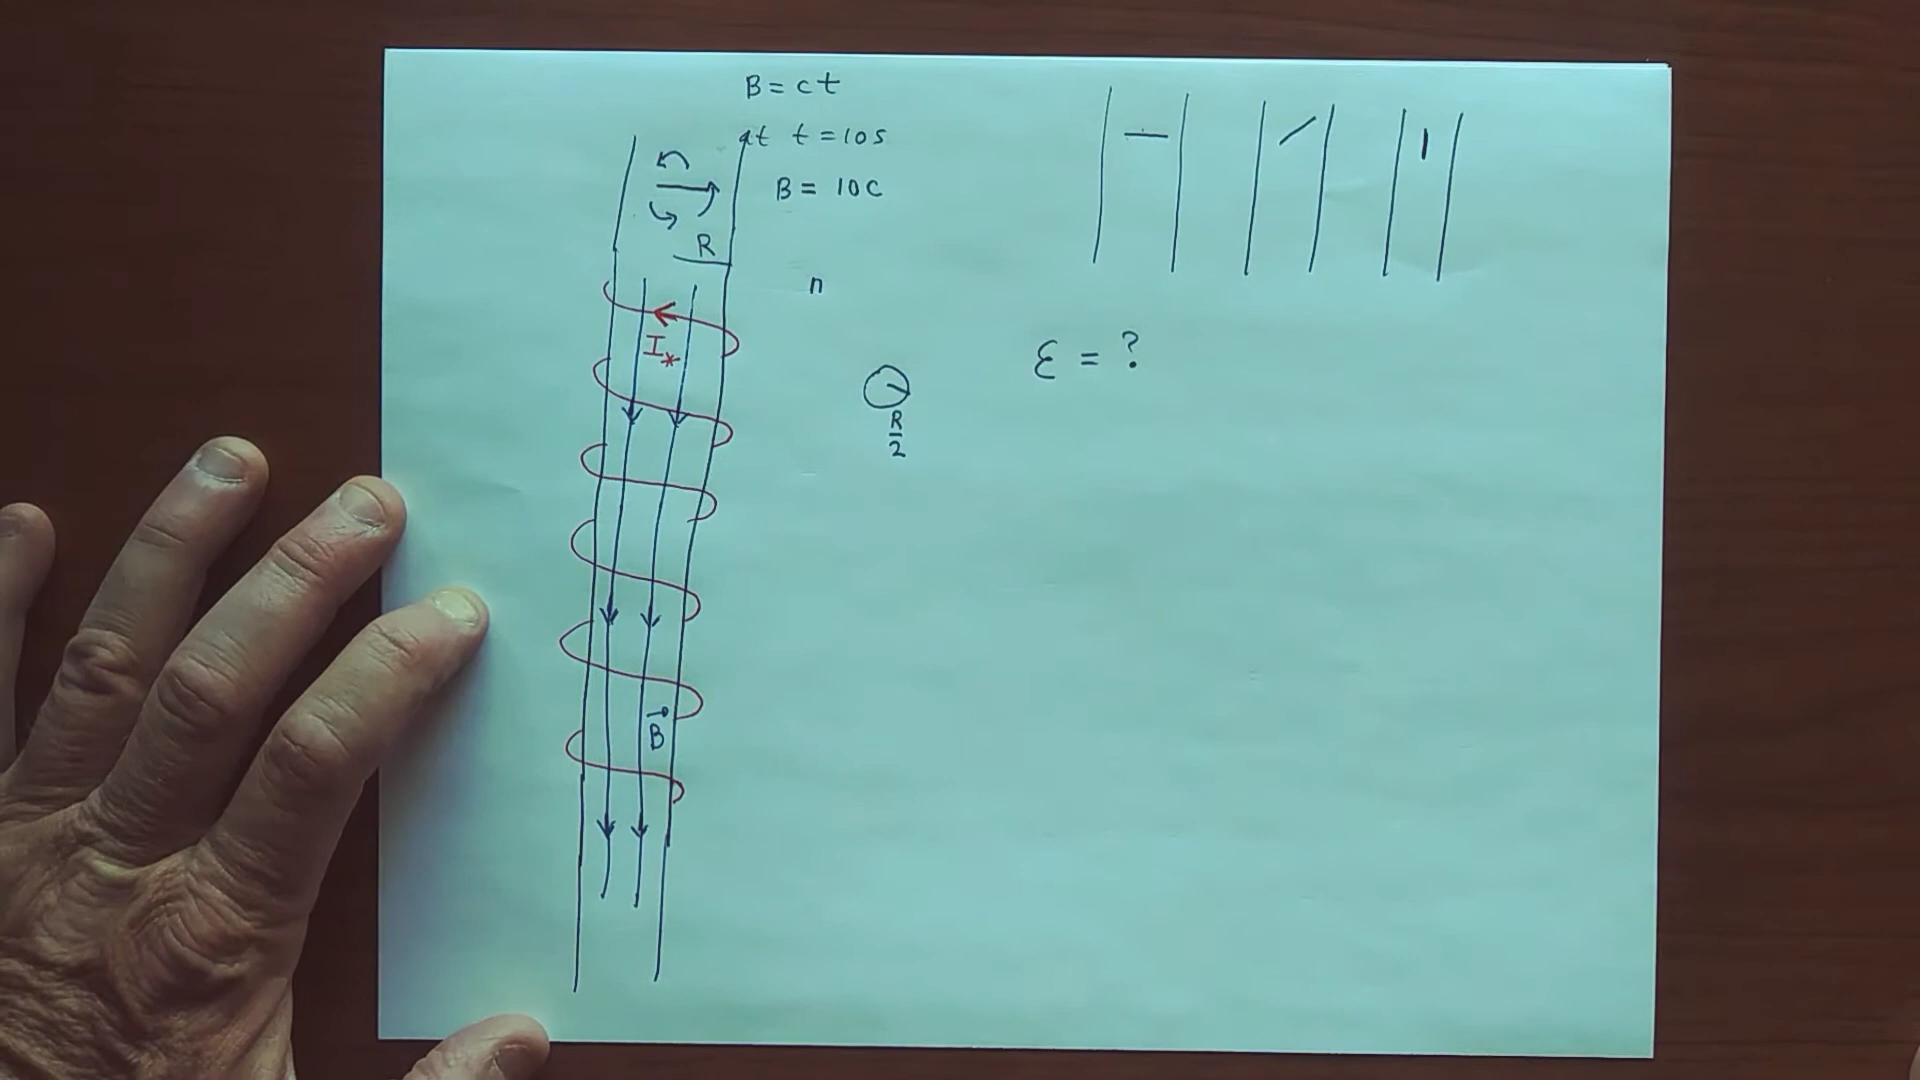 B = ct
at t = 10s
B = 10c
R
n
I*
ε = ?
R/2
B⃗